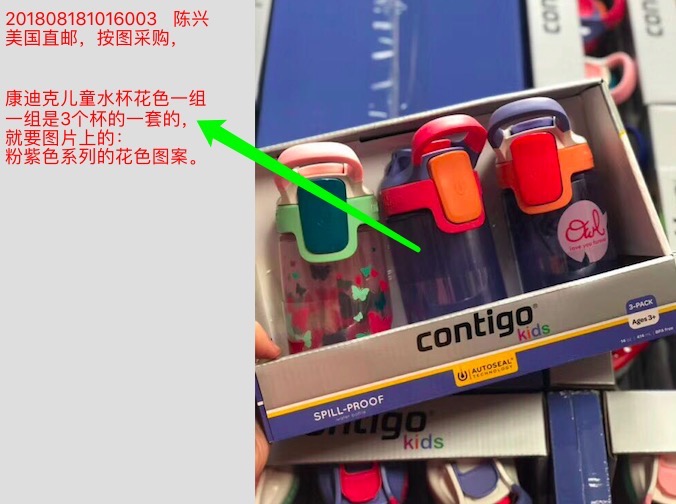 201808181016003 陈兴
美国直邮，按图采购，
康迪克儿童水杯花色一组
一组是3个杯的一套的，
就要图片上的：
粉紫色系列的花色图案。
Owl
love you forever
contigo®
kids
3-PACK
Ages 3+
AUTOSEAL®
TECHNOLOGY
SPILL-PROOF
water bottle
contigo
kids